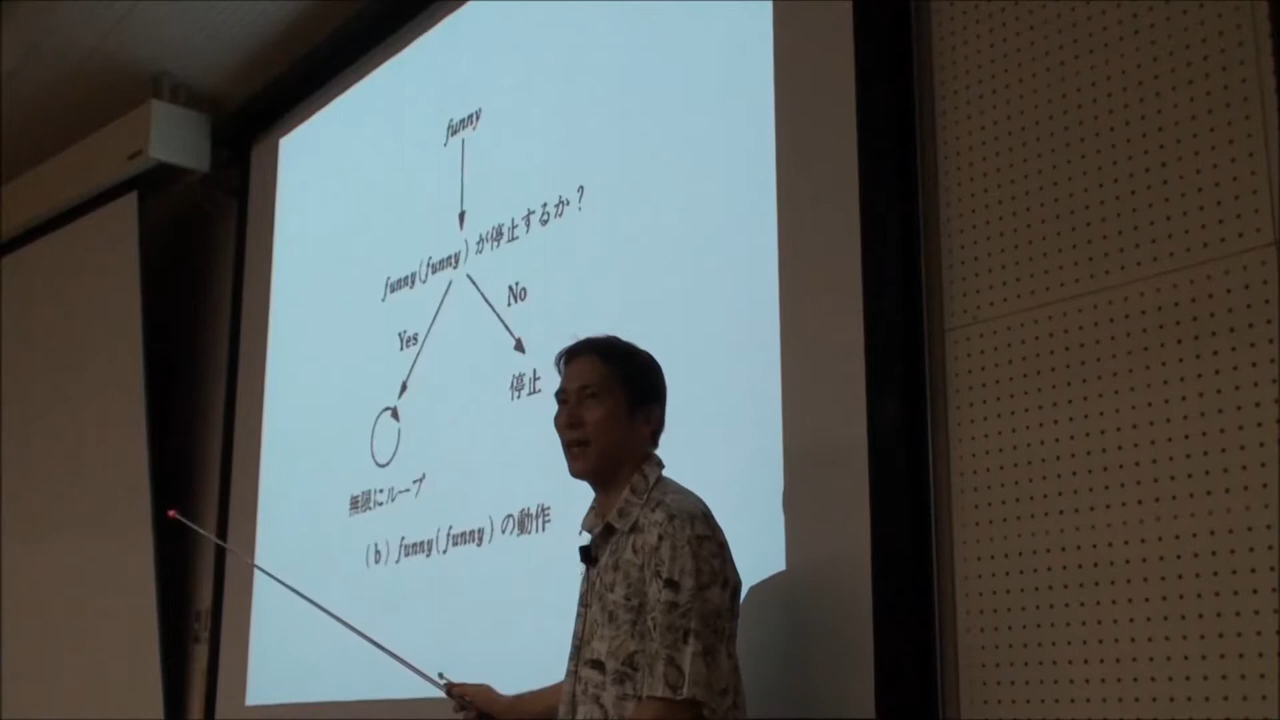 funny
funny(funny) が停止するか?
No
Yes
停止
無限にループ
(b) funny(funny) の動作